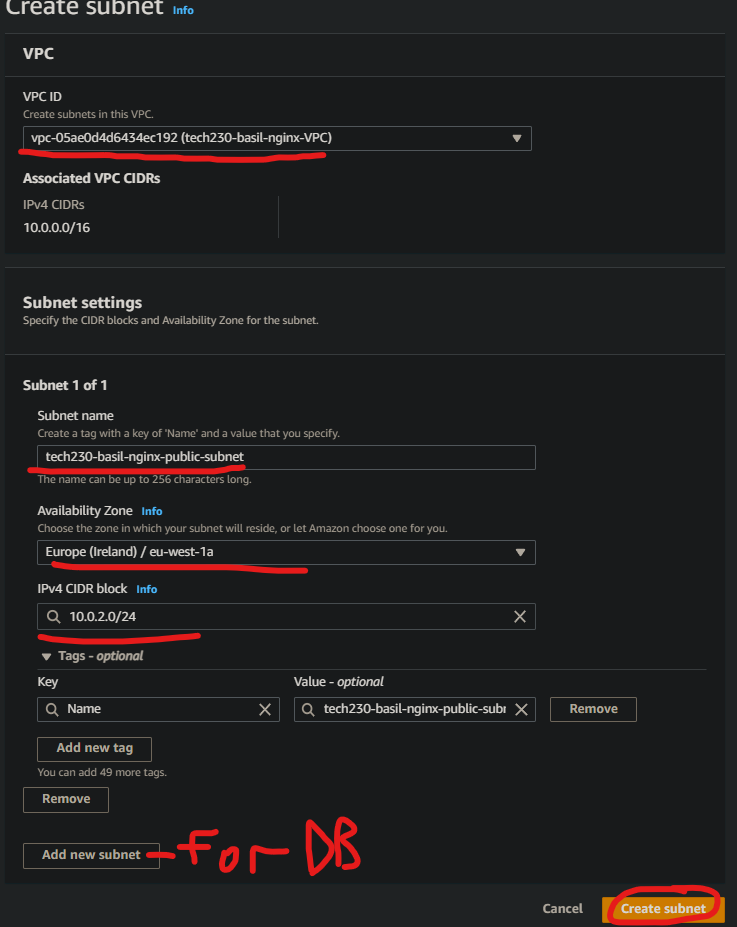 Create subnet Info
VPC
VPC ID
Create subnets in this VPC.
vpc-05ae0d4d6434ec192 (tech230-basil-nginx-VPC)
Associated VPC CIDRs
IPv4 CIDRs
10.0.0.0/16
Subnet settings
Specify the CIDR blocks and Availability Zone for the subnet.
Subnet 1 of 1
Subnet name
Create a tag with a key of 'Name' and a value that you specify.
tech230-basil-nginx-public-subnet
The name can be up to 256 characters long.
Availability Zone Info
Choose the zone in which your subnet will reside, or let Amazon choose one for you.
Europe (Ireland) / eu-west-1a
IPv4 CIDR block Info
10.0.2.0/24
Tags - optional
Key Value - optional
Name tech230-basil-nginx-public-subn Remove
Add new tag
You can add 49 more tags.
Remove
Add new subnet - For - DB
Cancel Create subnet